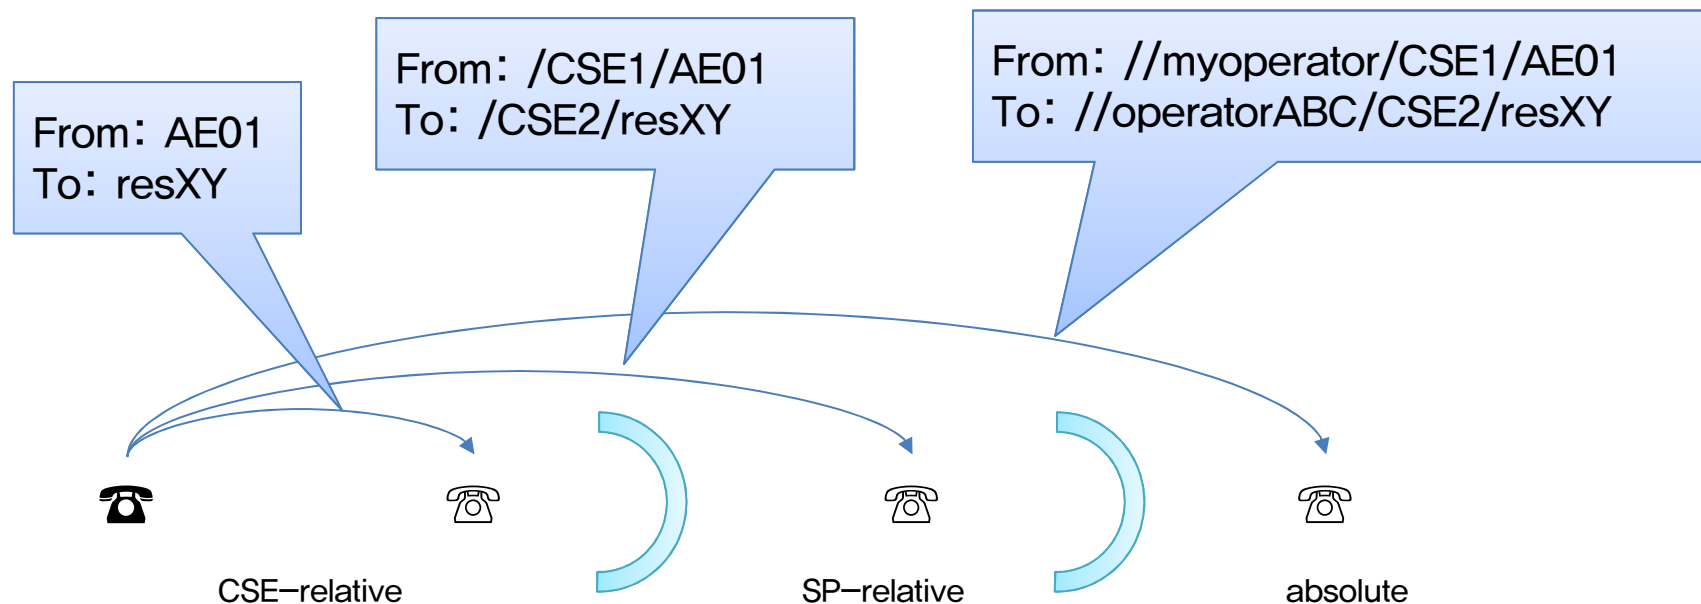 From: AE01
To: resXY
From: /CSE1/AE01
To: /CSE2/resXY
From: //myoperator/CSE1/AE01
To: //operatorABC/CSE2/resXY
CSE-relative
SP-relative
absolute